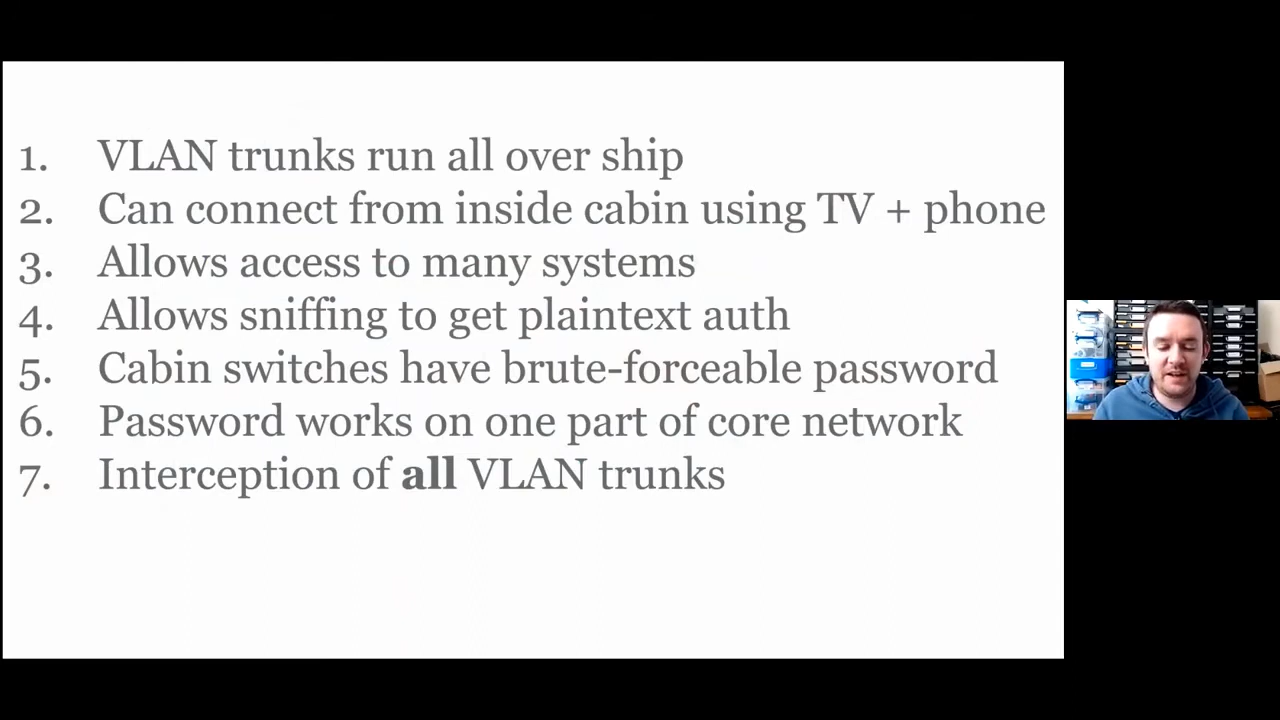 1. VLAN trunks run all over ship
2. Can connect from inside cabin using TV + phone
3. Allows access to many systems
4. Allows sniffing to get plaintext auth
5. Cabin switches have brute-forceable password
6. Password works on one part of core network
7. Interception of all VLAN trunks